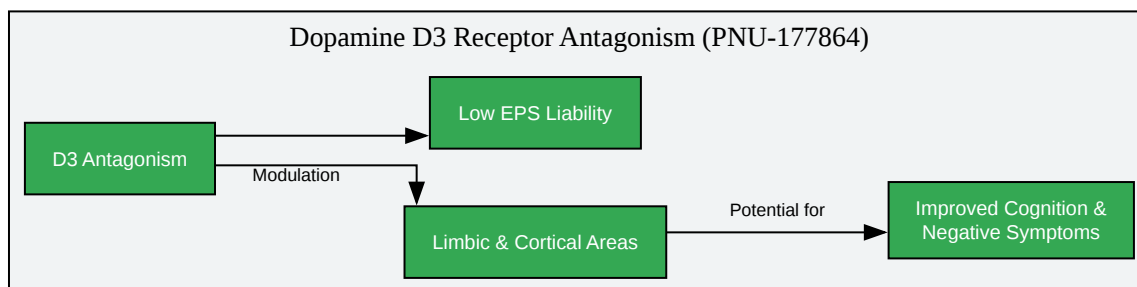 Dopamine D3 Receptor Antagonism (PNU-177864)
Low EPS Liability
D3 Antagonism
Modulation
Limbic & Cortical Areas
Potential for
Improved Cognition &
Negative Symptoms